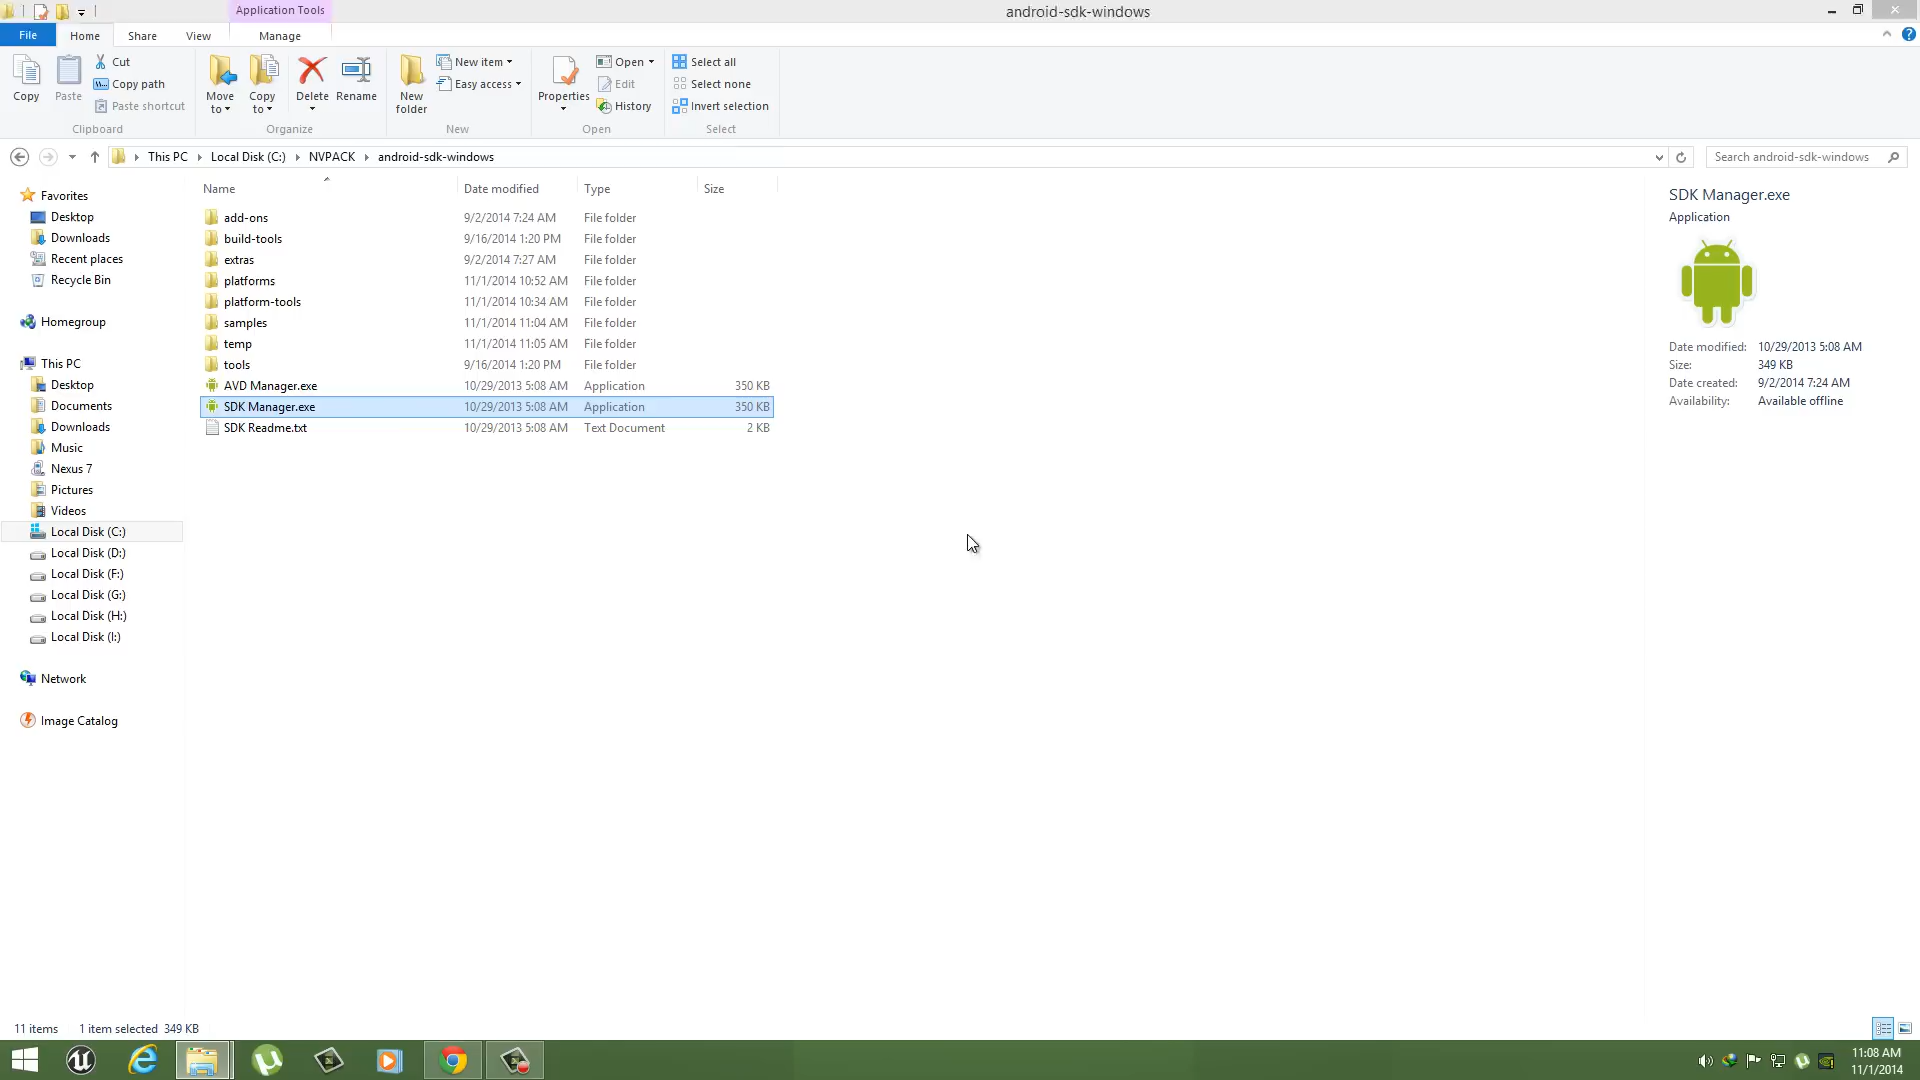 Application Tools
android-sdk-windows
File Home Share View Manage
Copy
Paste
Cut
Copy path
Paste shortcut
Clipboard
Move to
Copy to
Delete
Rename
Organize
New folder
New item
Easy access
New
Properties
Open
Edit
History
Open
Select all
Select none
Invert selection
Select
This PC Local Disk (C:) NVPACK android-sdk-windows
Search android-sdk-windows
Favorites
Desktop
Downloads
Recent places
Recycle Bin
Homegroup
This PC
Desktop
Documents
Downloads
Music
Nexus 7
Pictures
Videos
Local Disk (C:)
Local Disk (D:)
Local Disk (F:)
Local Disk (G:)
Local Disk (H:)
Local Disk (I:)
Network
Image Catalog
Name Date modified Type Size
add-ons 9/2/2014 7:24 AM File folder
build-tools 9/16/2014 1:20 PM File folder
extras 9/2/2014 7:27 AM File folder
platforms 11/1/2014 10:52 AM File folder
platform-tools 11/1/2014 10:34 AM File folder
samples 11/1/2014 11:04 AM File folder
temp 11/1/2014 11:05 AM File folder
tools 9/16/2014 1:20 PM File folder
AVD Manager.exe 10/29/2013 5:08 AM Application 350 KB
SDK Manager.exe 10/29/2013 5:08 AM Application 350 KB
SDK Readme.txt 10/29/2013 5:08 AM Text Document 2 KB
SDK Manager.exe
Application
Date modified: 10/29/2013 5:08 AM
Size: 349 KB
Date created: 9/2/2014 7:24 AM
Availability: Available offline
11 items 1 item selected 349 KB
11:08 AM
11/1/2014